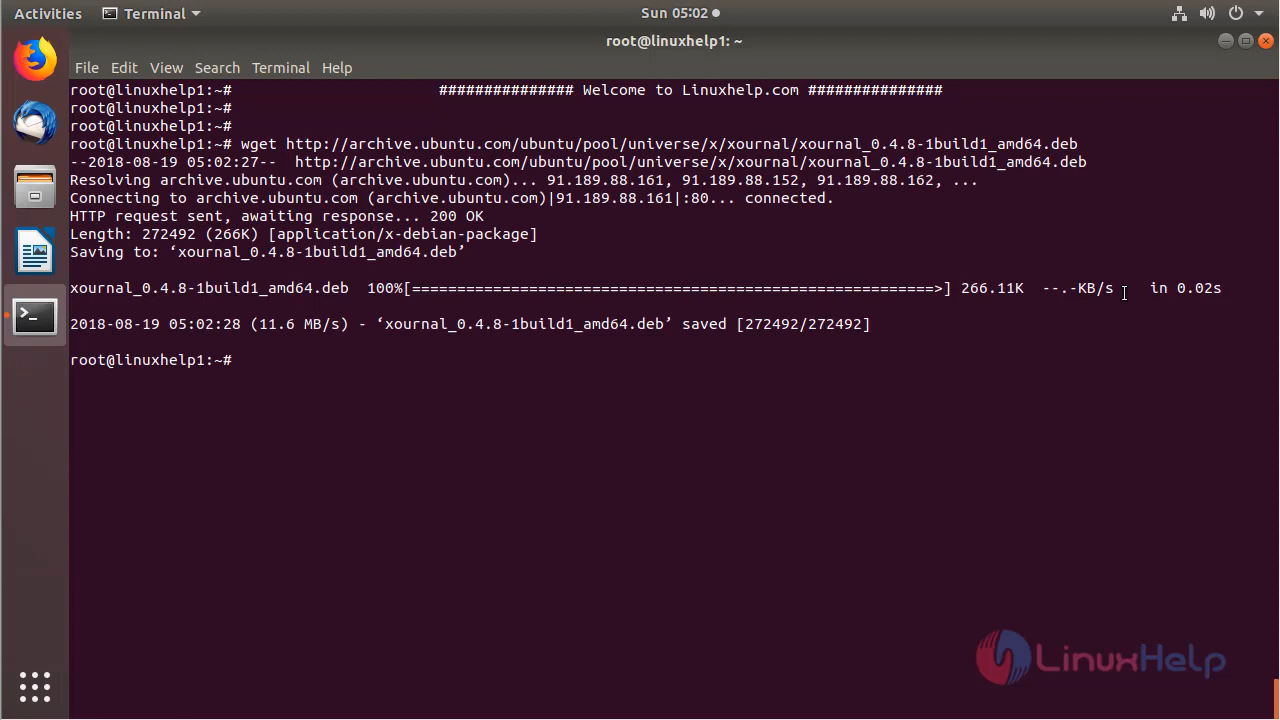 Activities Terminal Sun 05:02
root@linuxhelp1: ~
File Edit View Search Terminal Help
root@linuxhelp1:~# ############### Welcome to Linuxhelp.com ###############
root@linuxhelp1:~#
root@linuxhelp1:~#
root@linuxhelp1:~# wget http://archive.ubuntu.com/ubuntu/pool/universe/x/xournal/xournal_0.4.8-1build1_amd64.deb
--2018-08-19 05:02:27-- http://archive.ubuntu.com/ubuntu/pool/universe/x/xournal/xournal_0.4.8-1build1_amd64.deb
Resolving archive.ubuntu.com (archive.ubuntu.com)... 91.189.88.161, 91.189.88.152, 91.189.88.162, ...
Connecting to archive.ubuntu.com (archive.ubuntu.com)|91.189.88.161|:80... connected.
HTTP request sent, awaiting response... 200 OK
Length: 272492 (266K) [application/x-debian-package]
Saving to: ‘xournal_0.4.8-1build1_amd64.deb’
xournal_0.4.8-1build1_amd64.deb 100%[==========================================================>] 266.11K --.-KB/s in 0.02s
2018-08-19 05:02:28 (11.6 MB/s) - ‘xournal_0.4.8-1build1_amd64.deb’ saved [272492/272492]
root@linuxhelp1:~#
LinuxHelp